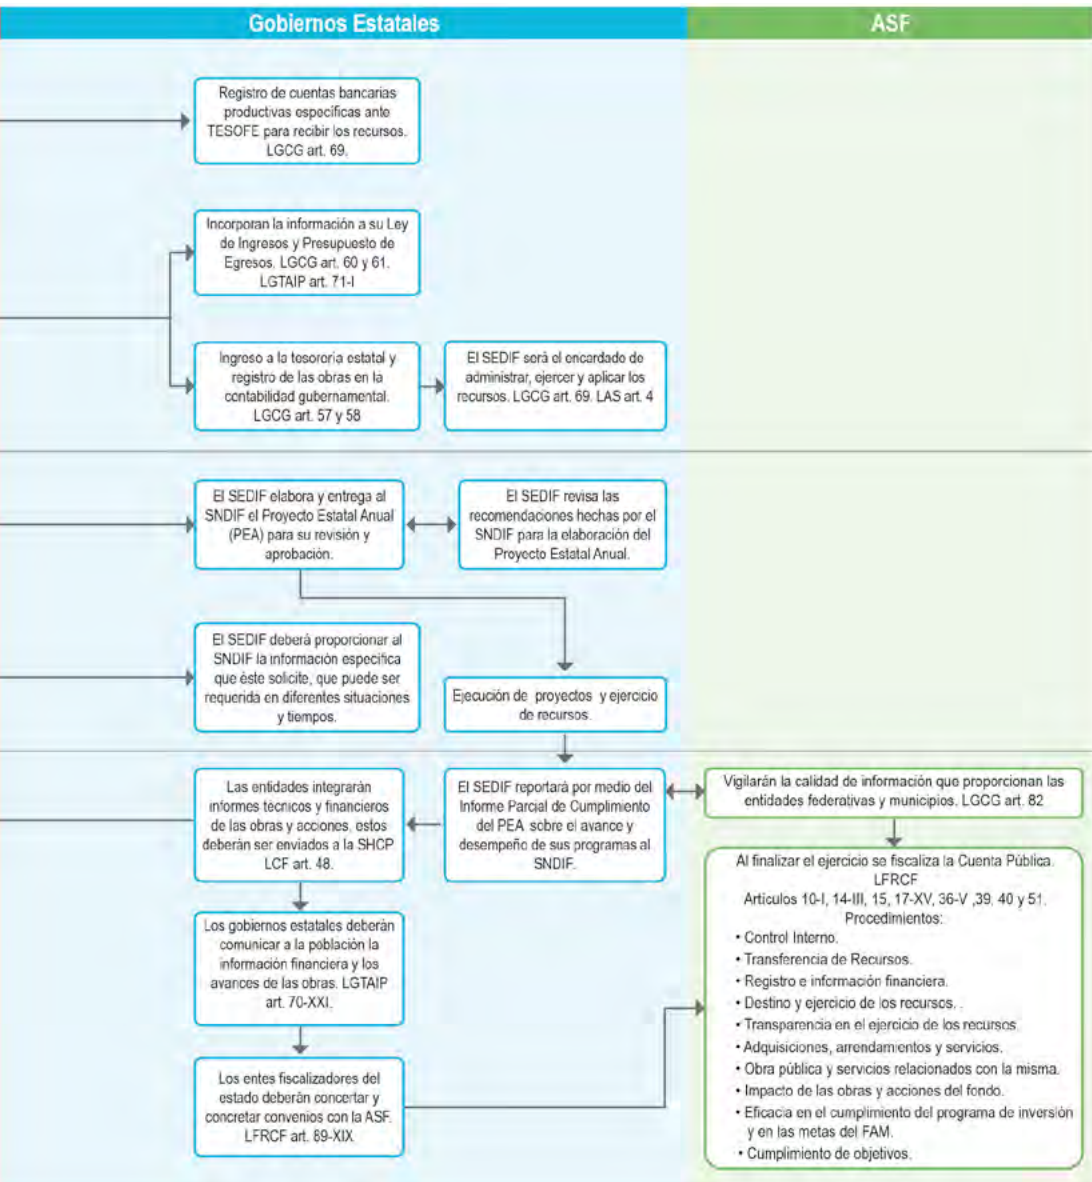 Gobiernos Estatales
ASF
Registro de cuentas bancarias
productivas especificas ante
TESOFE para recibir los recursos.
LGCG art. 69.
Incorporan la información a su Ley
de Ingresos y Presupuesto de
Egresos. LGCG art. 60 y 61.
LGTAIP art. 71-I
Ingreso a la tesorería estatal y
registro de las obras en la
contabilidad gubernamental.
LGCG art. 57 y 58
El SEDIF será el encardado de
administrar, ejercer y aplicar los
recursos. LGCG art. 69. LAS art. 4
El SEDIF elabora y entrega al
SNDIF el Proyecto Estatal Anual
(PEA) para su revisión y
aprobación.
El SEDIF revisa las
recomendaciones hechas por el
SNDIF para la elaboración del
Proyecto Estatal Anual.
El SEDIF deberá proporcionar al
SNDIF la información especifica
que éste solicite, que puede ser
requerida en diferentes situaciones
y tiempos.
Ejecución de proyectos y ejercicio
de recursos.
Las entidades integrarán
informes técnicos y financieros
de las obras y acciones, estos
deberán ser enviados a la SHCP
LCF art. 48.
El SEDIF reportará por medio del
Informe Parcial de Cumplimiento
del PEA sobre el avance y
desempeño de sus programas al
SNDIF.
Vigilarán la calidad de información que proporcionan las
entidades federativas y municipios. LGCG art. 82
Al finalizar el ejercicio se fiscaliza la Cuenta Pública.
LFRCF
Artículos 10-I, 14-III, 15, 17-XV, 36-V ,39, 40 y 51.
Procedimientos:
• Control Interno.
• Transferencia de Recursos.
• Registro e información financiera.
• Destino y ejercicio de los recursos. .
• Transparencia en el ejercicio de los recursos.
• Adquisiciones, arrendamientos y servicios.
• Obra pública y servicios relacionados con la misma.
• Impacto de las obras y acciones del fondo.
• Eficacia en el cumplimiento del programa de inversión
y en las metas del FAM.
• Cumplimiento de objetivos.
Los gobiernos estatales deberán
comunicar a la población la
información financiera y los
avances de las obras. LGTAIP
art. 70-XXI.
Los entes fiscalizadores del
estado deberán concertar y
concretar convenios con la ASF.
LFRCF art. 89-XIX